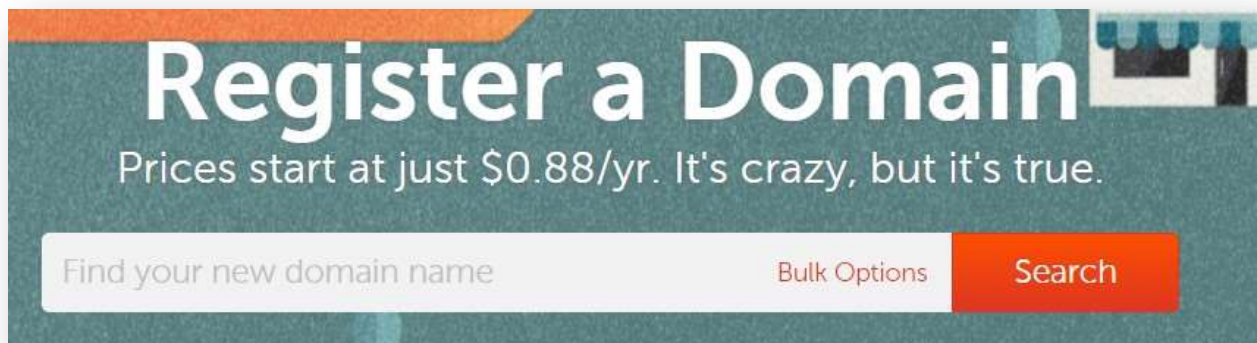 Register a Domain
Prices start at just $0.88/yr. It's crazy, but it's true.
Find your new domain name Bulk Options Search